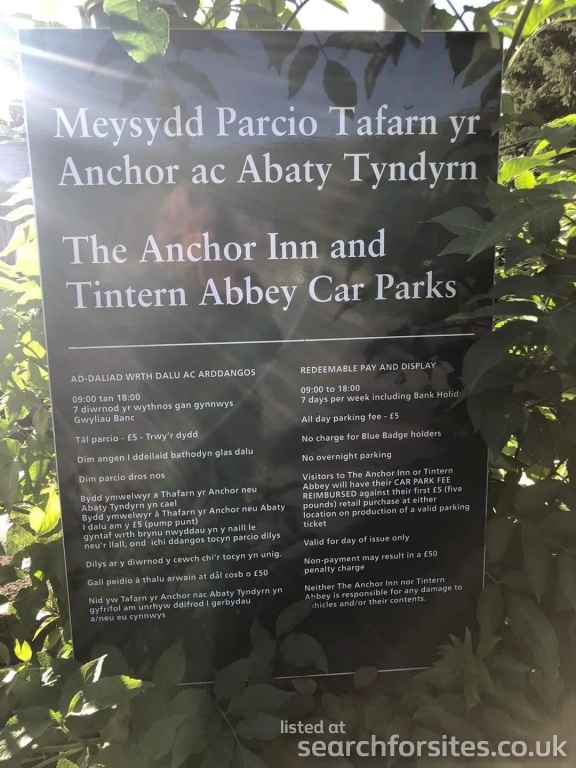 Meysydd Parcio Tafarn yr
Anchor ac Abaty Tyndyrn
The Anchor Inn and
Tintern Abbey Car Parks
AD-DALIAD WRTH DALU AC ARDDANGOS
09:00 tan 18:00
7 diwrnod yr wythnos gan gynnwys
Gwyliau Banc
Tâl parcio - £5 - Trwy'r dydd
Dim angen I ddeilaid bathodyn glas dalu
Dim parcio dros nos
Bydd ymwelwyr a Thafarn yr Anchor neu
Abaty Tyndyrn yn cael
Bydd ymwelwyr â Thafarn yr Anchor neu Abaty
I dalu am y £5 (pump punt)
gyntaf wrth brynu nwyddau yn y naill le
neu'r llall, ond ichi ddangos tocyn parcio dilys
Dilys ar y diwrnod y cewch chi'r tocyn yn unig.
Gall peidio â thalu arwain at dâl cosb o £50
Nid yw Tafarn yr Anchor nac Abaty Tyndyrn yn
gyfrifol am unrhyw ddifrod I gerbydau
a/neu eu cynnwys
REDEEMABLE PAY AND DISPLAY
09:00 to 18:00
7 days per week including Bank Holid
All day parking fee - £5
No charge for Blue Badge holders
No overnight parking
Visitors to The Anchor Inn or Tintern
Abbey will have their CAR PARK FEE
REIMBURSED against their first £5 (five
pounds) retail purchase at either
location on production of a valid parking
ticket
Valid for day of issue only
Non-payment may result in a £50
penalty charge
Neither The Anchor Inn nor Tintern
Abbey is responsible for any damage to
vehicles and/or their contents.
listed at
searchforsites.co.uk